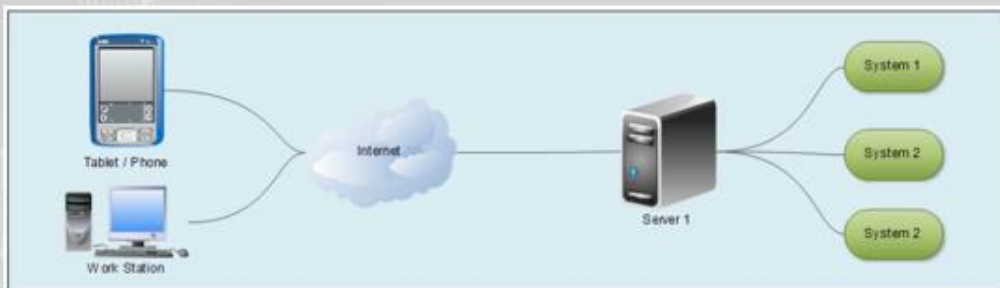 Tablet / Phone
Work Station
Internet
Server 1
System 1
System 2
System 2